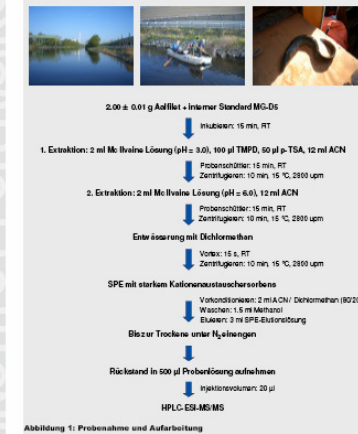 2.00 ± 0.01 g Aalfilet + interner Standard MG-D5
Inkubieren: 15 min, RT
1. Extraktion: 2 ml Mc Ilvaine Lösung (pH = 3.0), 100 µl TMPD, 50 µl p-TSA, 12 ml ACN
Probenschüttler: 15 min, RT
Zentrifugieren: 10 min, 15 °C, 2800 upm
2. Extraktion: 2 ml Mc Ilvaine Lösung (pH = 6.0), 12 ml ACN
Probenschüttler: 15 min, RT
Zentrifugieren: 10 min, 15 °C, 2800 upm
Entwässerung mit Dichlormethan
Vortex: 15 s, RT
Zentrifugieren: 10 min, 15 °C, 2800 upm
SPE mit starkem Kationenaustauschersorbens
Vorkonditionieren: 2 ml ACN / Dichlormethan (80/20
Waschen: 1.5 ml Methanol
Eluieren: 3 ml SPE-Elutionslösung
Bis zur Trockene unter N₂ einengen
Rückstand in 500 µl Probenlösung aufnehmen
Injektionsvolumen: 20 µl
HPLC-ESI-MS/MS
Abbildung 1: Probenahme und Aufarbeitung